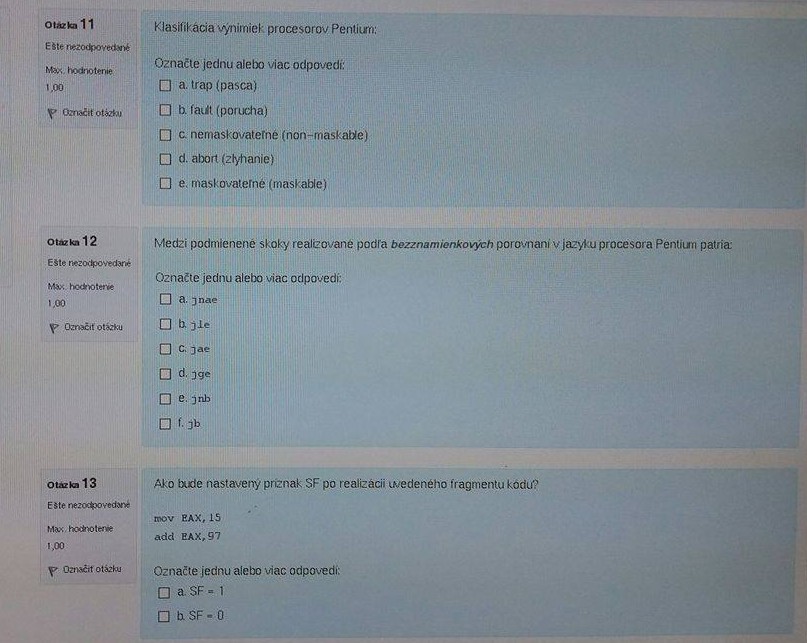 Otázka 11
Ešte nezodpovedané
Max. hodnotenie
1,00
Označiť otázku
Klasifikácia výnimiek procesorov Pentium:
Označte jednu alebo viac odpovedí:
a. trap (pasca)
b. fault (porucha)
c. nemaskovateľné (non-maskable)
d. abort (zlyhanie)
e. maskovateľné (maskable)
Otázka 12
Ešte nezodpovedané
Max. hodnotenie
1,00
Označiť otázku
Medzi podmienené skoky realizované podľa bezznamienkových porovnaní v jazyku procesora Pentium patria:
Označte jednu alebo viac odpovedí:
a. jnae
b. jle
c. jae
d. jge
e. jnb
f. jb
Otázka 13
Ešte nezodpovedané
Max. hodnotenie
1,00
Označiť otázku
Ako bude nastavený príznak SF po realizácii uvedeného fragmentu kódu?
mov EAX,15
add EAX,97
Označte jednu alebo viac odpovedí:
a. SF = 1
b. SF = 0